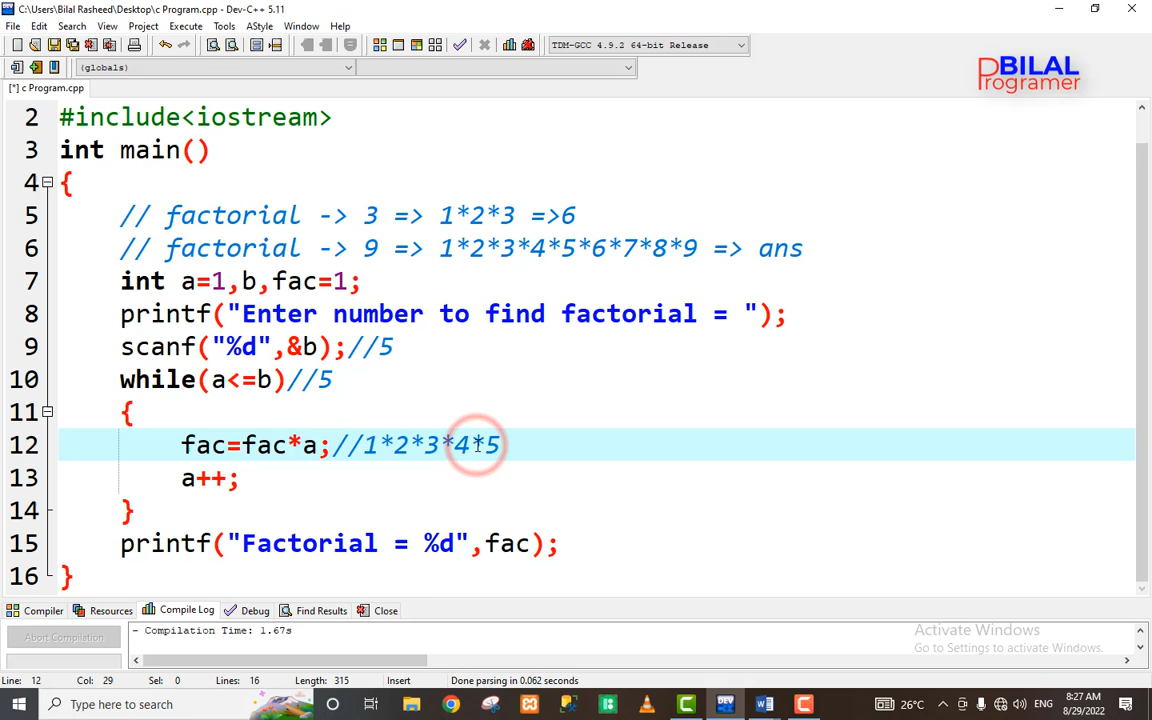 C:\Users\Bilal Rasheed\Desktop\c Program.cpp - Dev-C++ 5.11
File Edit Search View Project Execute Tools AStyle Window Help
TDM-GCC 4.9.2 64-bit Release
(globals)
BILAL
Programer
[*] c Program.cpp
2 #include<iostream>
3 int main()
4 {
5 // factorial -> 3 => 1*2*3 =>6
6 // factorial -> 9 => 1*2*3*4*5*6*7*8*9 => ans
7 int a=1,b,fac=1;
8 printf("Enter number to find factorial = ");
9 scanf("%d",&b);//5
10 while(a<=b)//5
11 {
12 fac=fac*a;//1*2*3*4*5
13 a++;
14 }
15 printf("Factorial = %d",fac);
16 }
Compiler Resources Compile Log Debug Find Results Close
Abort Compilation
- Compilation Time: 1.67s
Activate Windows
Go to Settings to activate Windows.
Line: 12 Col: 29 Sel: 0 Lines: 16 Length: 315 Insert Done parsing in 0.062 seconds
Type here to search
26°C
ENG
8:27 AM
8/29/2022